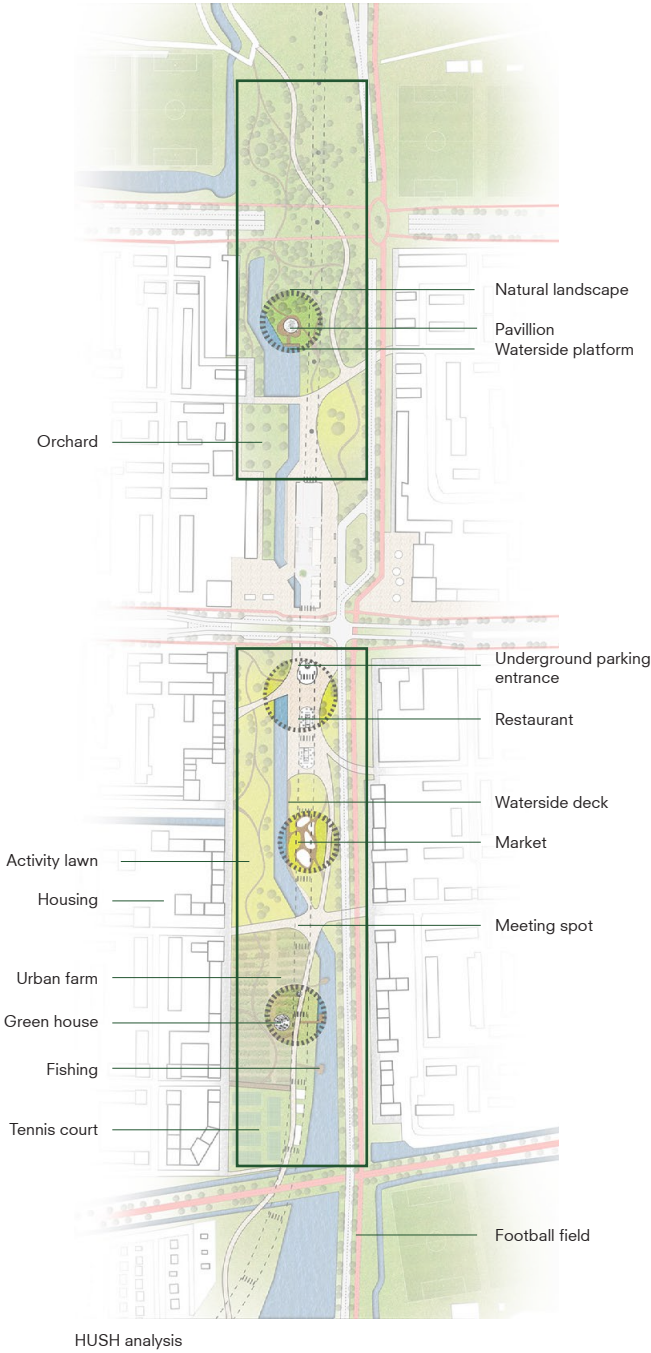 Natural landscape
Pavillion
Waterside platform
Orchard
Underground parking
entrance
Restaurant
Waterside deck
Market
Activity lawn
Housing
Meeting spot
Urban farm
Green house
Fishing
Tennis court
Football field
HUSH analysis